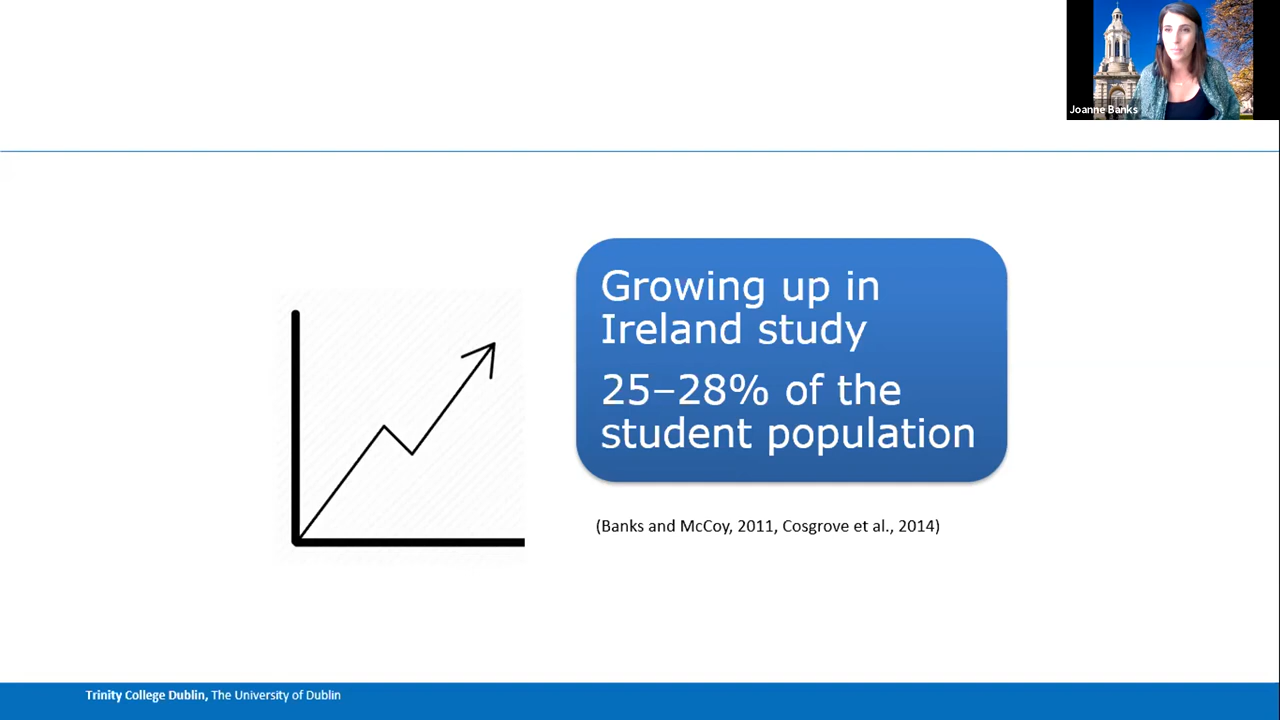 Joanne Banks
Growing up in
Ireland study
25–28% of the
student population
(Banks and McCoy, 2011, Cosgrove et al., 2014)
Trinity College Dublin, The University of Dublin